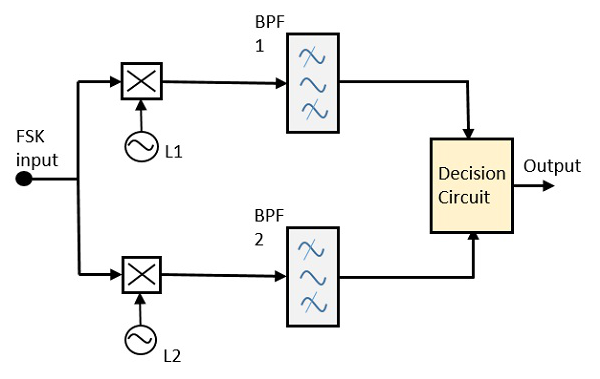 BPF
1
L1
FSK
input
Decision
Circuit
Output
BPF
2
L2